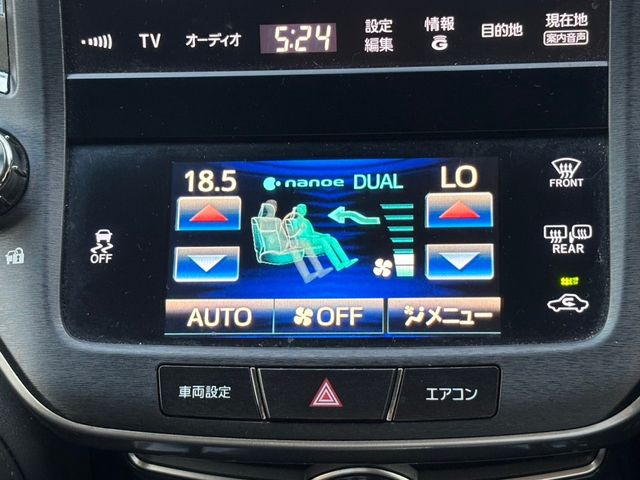 TV
オーディオ
5:24
設定
編集
情報
G
目的地
現在地
案内音声
18.5
nanoe
DUAL
LO
FRONT
OFF
REAR
AUTO
OFF
メニュー
車両設定
エアコン